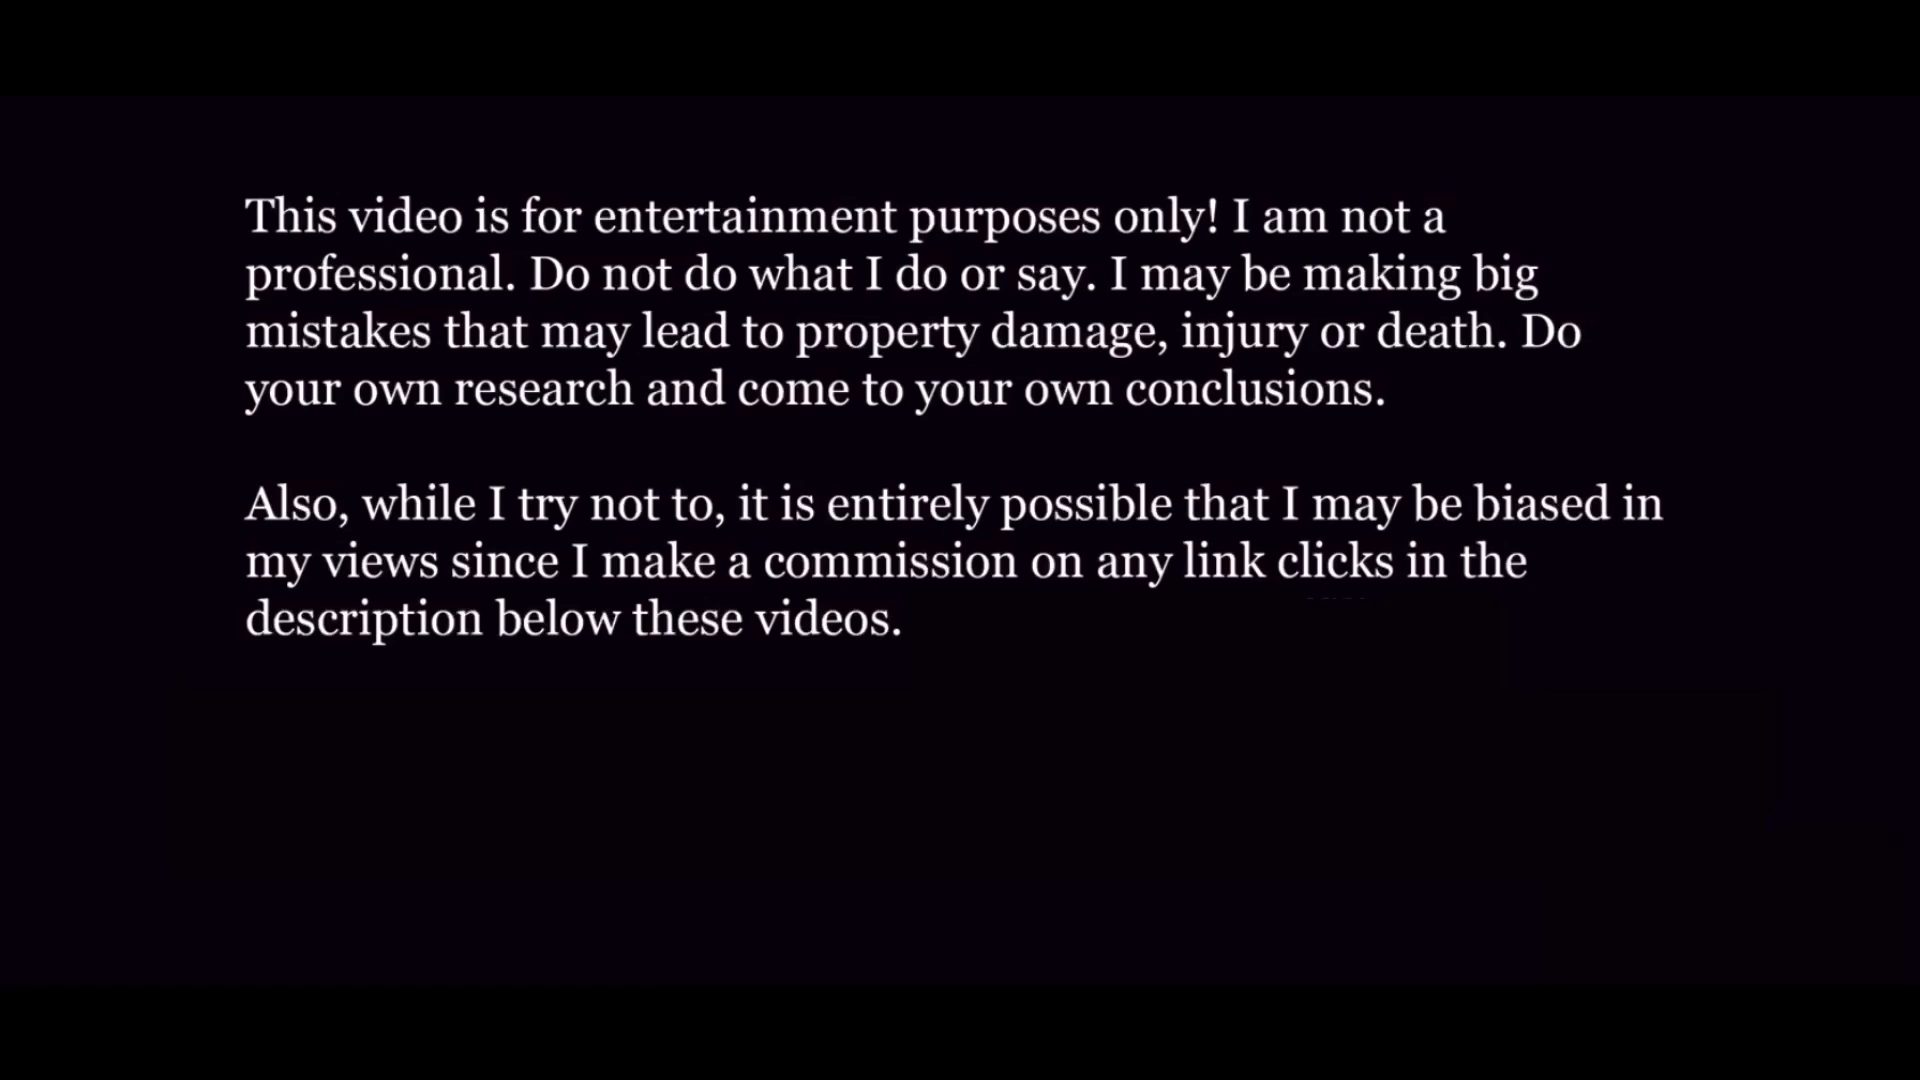 This video is for entertainment purposes only! I am not a
professional. Do not do what I do or say. I may be making big
mistakes that may lead to property damage, injury or death. Do
your own research and come to your own conclusions.
Also, while I try not to, it is entirely possible that I may be biased in
my views since I make a commission on any link clicks in the
description below these videos.